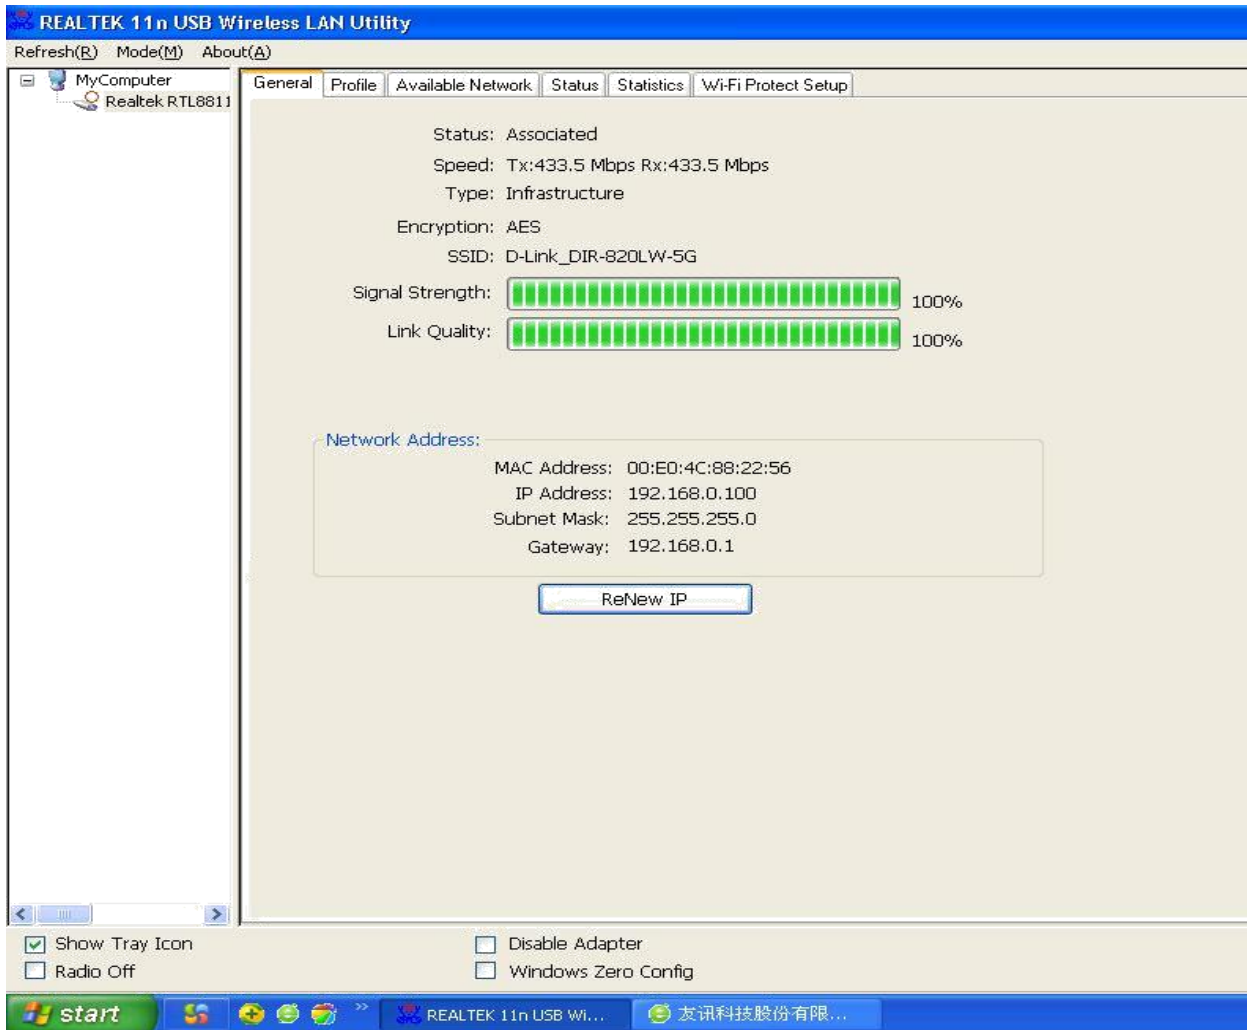 REALTEK 11n USB Wireless LAN Utility
Refresh(R) Mode(M) About(A)
MyComputer
Realtek RTL8811
General Profile Available Network Status Statistics Wi-Fi Protect Setup
Status: Associated
Speed: Tx:433.5 Mbps Rx:433.5 Mbps
Type: Infrastructure
Encryption: AES
SSID: D-Link_DIR-820LW-5G
Signal Strength: 100%
Link Quality: 100%
Network Address:
MAC Address: 00:E0:4C:88:22:56
IP Address: 192.168.0.100
Subnet Mask: 255.255.255.0
Gateway: 192.168.0.1
ReNew IP
Show Tray Icon Disable Adapter
Radio Off Windows Zero Config
start REALTEK 11n USB Wi... 友讯科技股份有限...